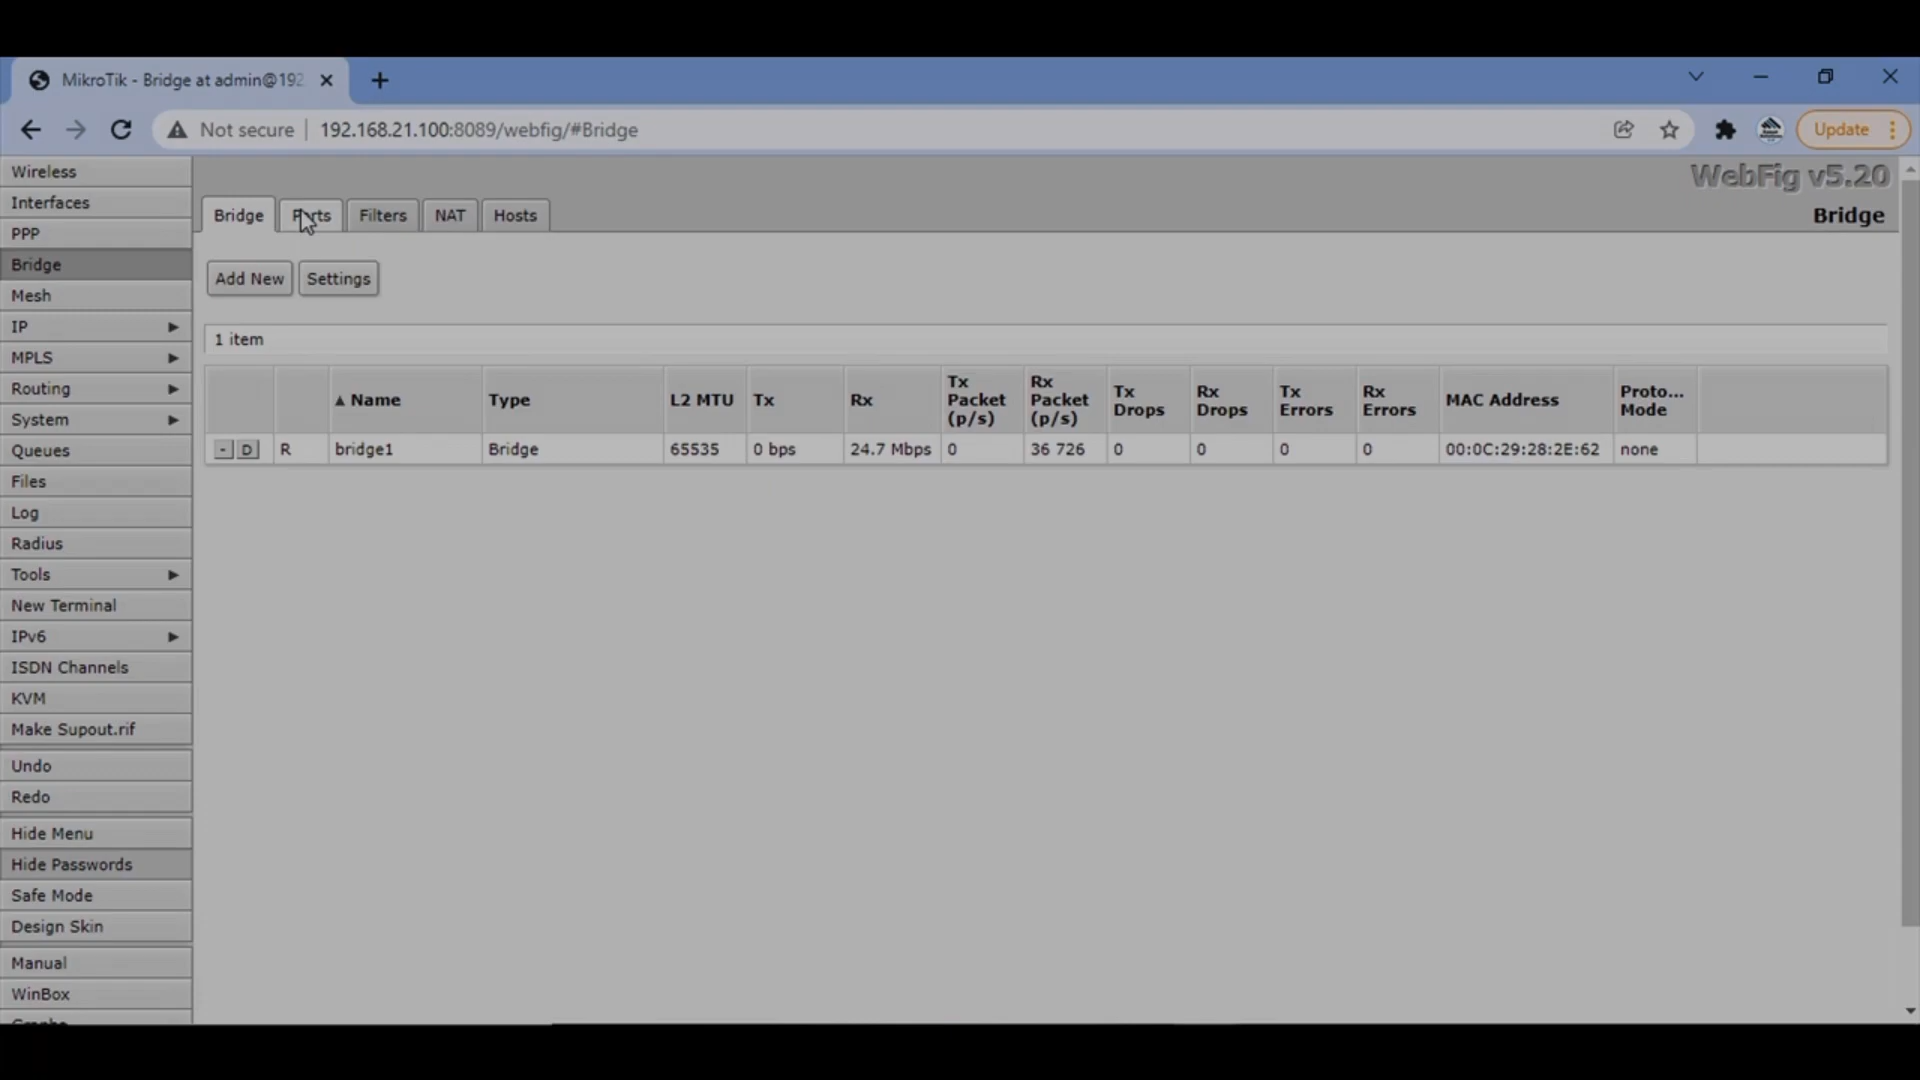 MikroTik - Bridge at admin@192
Not secure
192.168.21.100:8089/webfig/#Bridge
Update
Wireless
Interfaces
PPP
Bridge
Mesh
IP
MPLS
Routing
System
Queues
Files
Log
Radius
Tools
New Terminal
IPv6
ISDN Channels
KVM
Make Supout.rif
Undo
Redo
Hide Menu
Hide Passwords
Safe Mode
Design Skin
Manual
WinBox
WebFig v5.20
Bridge Ports Filters NAT Hosts
Bridge
Add New Settings
1 item
▲ Name Type L2 MTU Tx Rx Tx Packet (p/s) Rx Packet (p/s) Tx Drops Rx Drops Tx Errors Rx Errors MAC Address Proto... Mode
- D R bridge1 Bridge 65535 0 bps 24.7 Mbps 0 36 726 0 0 0 0 00:0C:29:28:2E:62 none